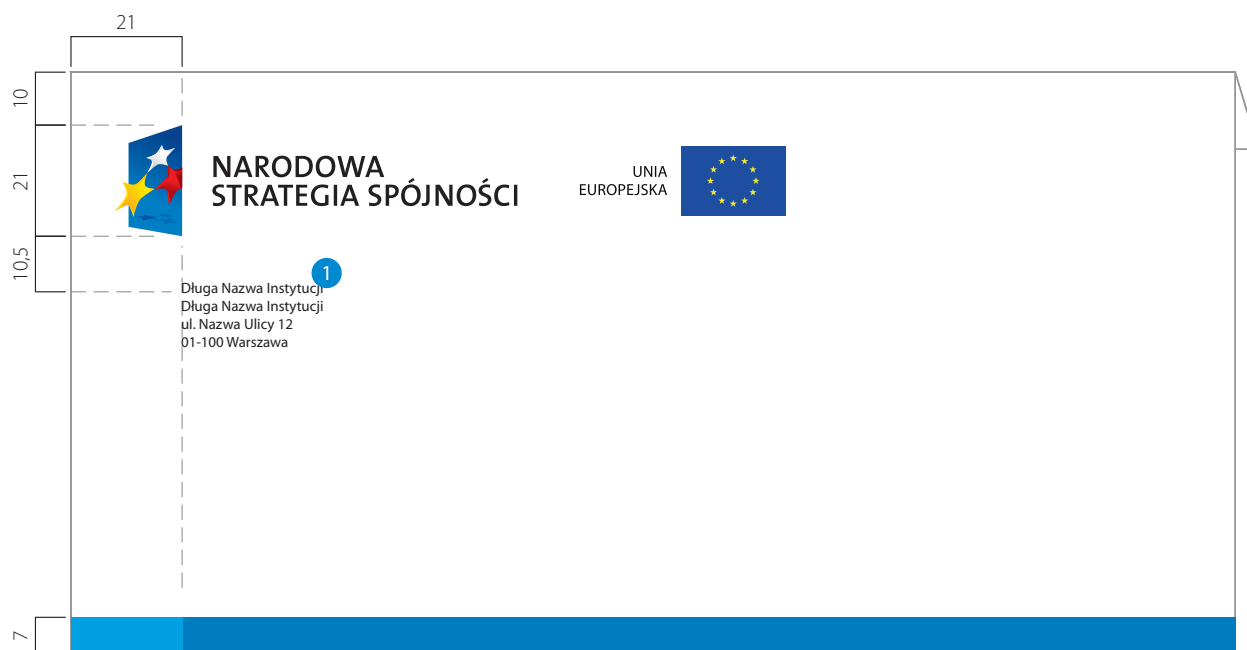 21
10
21
10,5
7
NARODOWA
STRATEGIA SPÓJNOŚCI
UNIA
EUROPEJSKA
1
Długa Nazwa Instytucji
Długa Nazwa Instytucji
ul. Nazwa Ulicy 12
01-100 Warszawa